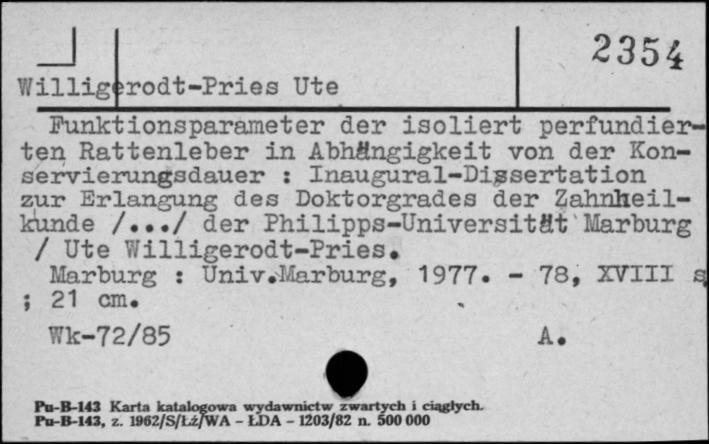 2354
Willigerodt-Pries Ute
Funktionsparameter der isoliert perfundier-
ten Rattenleber in Abhängigkeit von der Kon-
servierungsdauer : Inaugural-Dissertation
zur Erlangung des Doktorgrades der Zahnheil-
kunde /.../ der Philipps-Universität Marburg
/ Ute Willigerodt-Pries.
Marburg : Univ.Marburg, 1977. - 78, XVIII s
; 21 cm.
Wk-72/85 A.
Pu-B-143 Karta katalogowa wydawnictw zwartych i ciągłych.
Pu-B-143, z. 1962/S/Łż/WA - ŁDA - 1203/82 n. 500 000